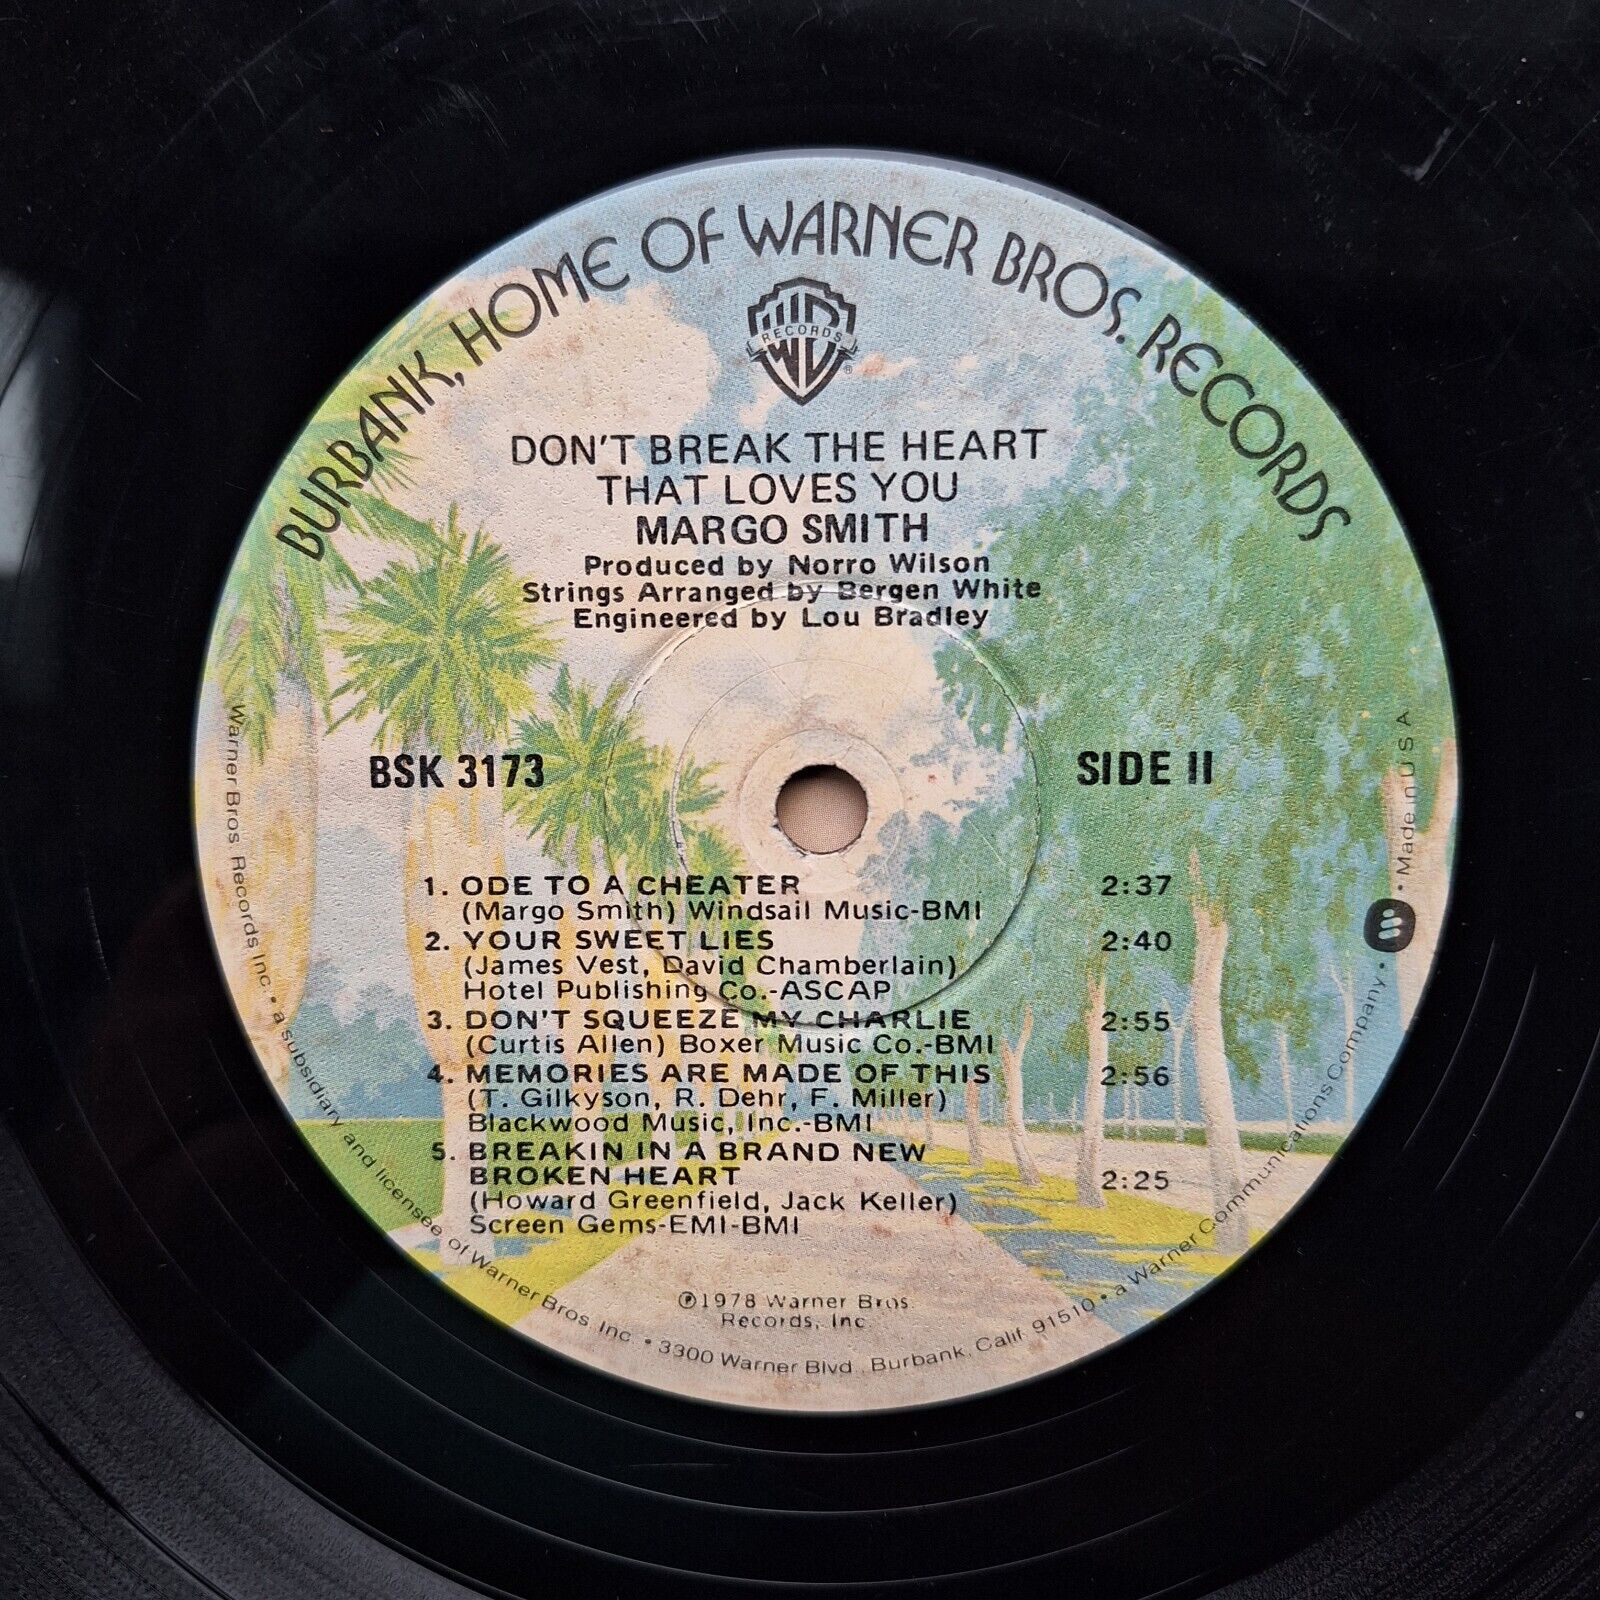 BURBANK, HOME OF WARNER BROS. RECORDS
WB
RECORDS
®
DON'T BREAK THE HEART
THAT LOVES YOU
MARGO SMITH
Produced by Norro Wilson
Strings Arranged by Bergen White
Engineered by Lou Bradley
BSK 3173
SIDE II
1. ODE TO A CHEATER 2:37
(Margo Smith) Windsail Music-BMI
2. YOUR SWEET LIES 2:40
(James Vest, David Chamberlain)
Hotel Publishing Co.-ASCAP
3. DON'T SQUEEZE MY CHARLIE 2:55
(Curtis Allen) Boxer Music Co.-BMI
4. MEMORIES ARE MADE OF THIS 2:56
(T. Gilkyson, R. Dehr, F. Miller)
Blackwood Music, Inc.-BMI
5. BREAKIN IN A BRAND NEW
BROKEN HEART 2:25
(Howard Greenfield, Jack Keller)
Screen Gems-EMI-BMI
℗1978 Warner Bros.
Records, Inc.
Warner Bros. Records Inc. • a subsidiary and licensee of Warner Bros. Inc. • 3300 Warner Blvd., Burbank, Calif. 91510 • a Warner Communications Company • Made in U S A